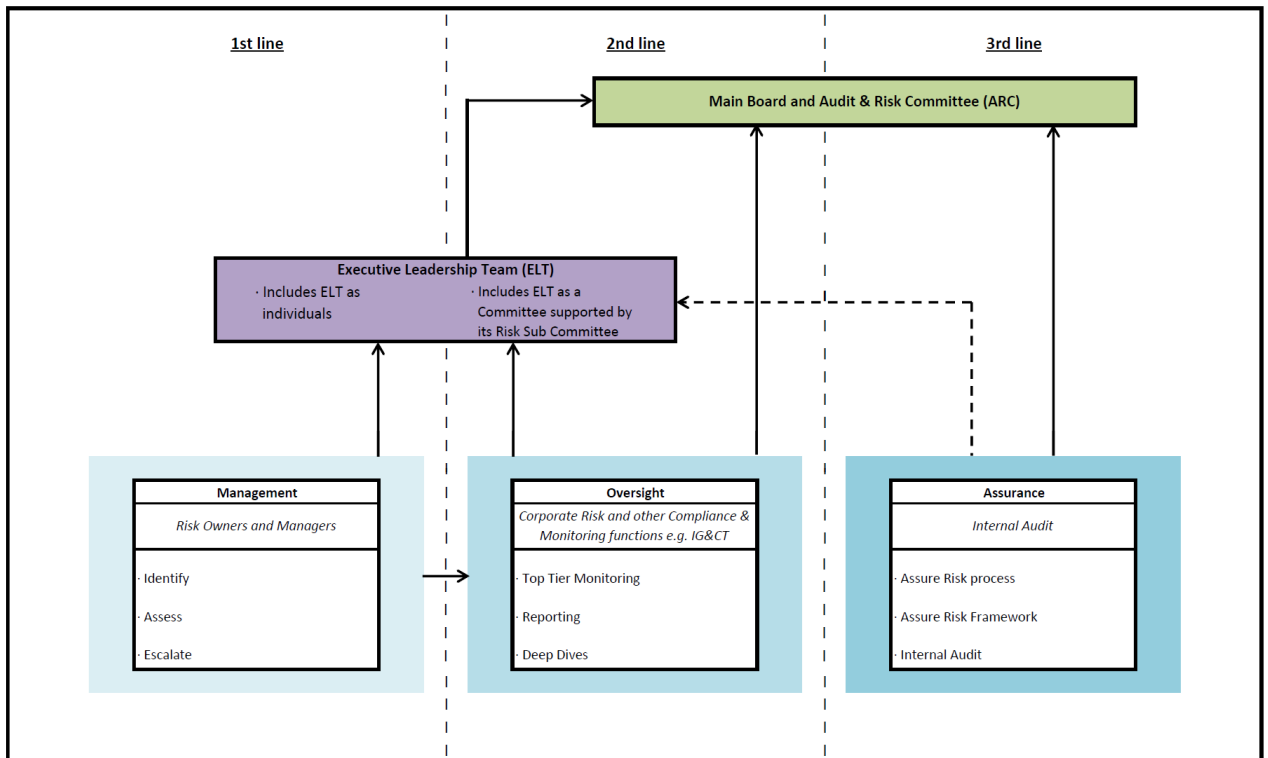 1st line
2nd line
3rd line
Main Board and Audit & Risk Committee (ARC)
Executive Leadership Team (ELT)
· Includes ELT as
individuals
· Includes ELT as a
Committee supported by
its Risk Sub Committee
Management
Risk Owners and Managers
· Identify
· Assess
· Escalate
Oversight
Corporate Risk and other Compliance &
Monitoring functions e.g. IG&CT
· Top Tier Monitoring
· Reporting
· Deep Dives
Assurance
Internal Audit
· Assure Risk process
· Assure Risk Framework
· Internal Audit